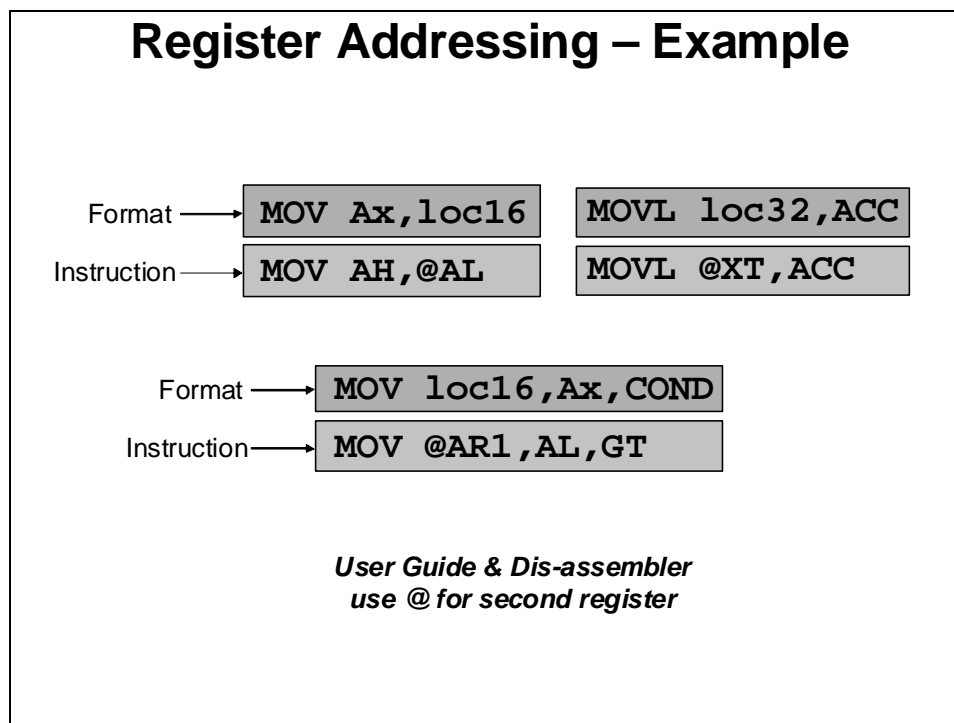 Register Addressing – Example
Format
MOV Ax,loc16
MOVL loc32,ACC
Instruction
MOV AH,@AL
MOVL @XT,ACC
Format
MOV loc16,Ax,COND
Instruction
MOV @AR1,AL,GT
User Guide & Dis-assembler
use @ for second register